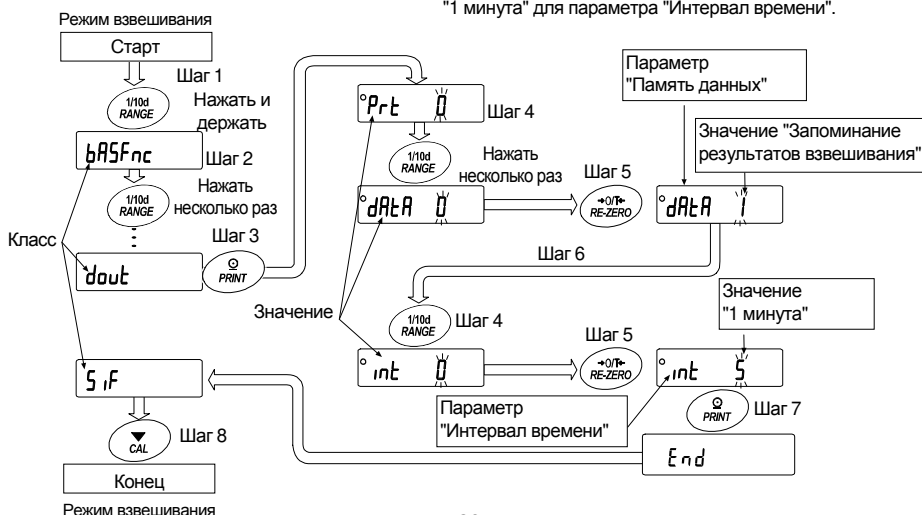 "1 минута" для параметра "Интервал времени".
Режим взвешивания
Старт
Шаг 1
1/10d
RANGE
Нажать и
держать
bASFnc
Шаг 2
1/10d
RANGE
Нажать
несколько раз
Класс
dout
Шаг 3
PRINT
Prt 0
Шаг 4
1/10d
RANGE
Нажать
несколько раз
dAtA 0
Шаг 5
→0/T←
RE-ZERO
Параметр
"Память данных"
Значение "Запоминание
результатов взвешивания"
dAtA 1
Шаг 6
Значение
1/10d
RANGE
Шаг 4
int 0
Шаг 5
→0/T←
RE-ZERO
Значение
"1 минута"
int 5
Параметр
"Интервал времени"
PRINT
Шаг 7
End
S iF
CAL
Шаг 8
Конец
Режим взвешивания